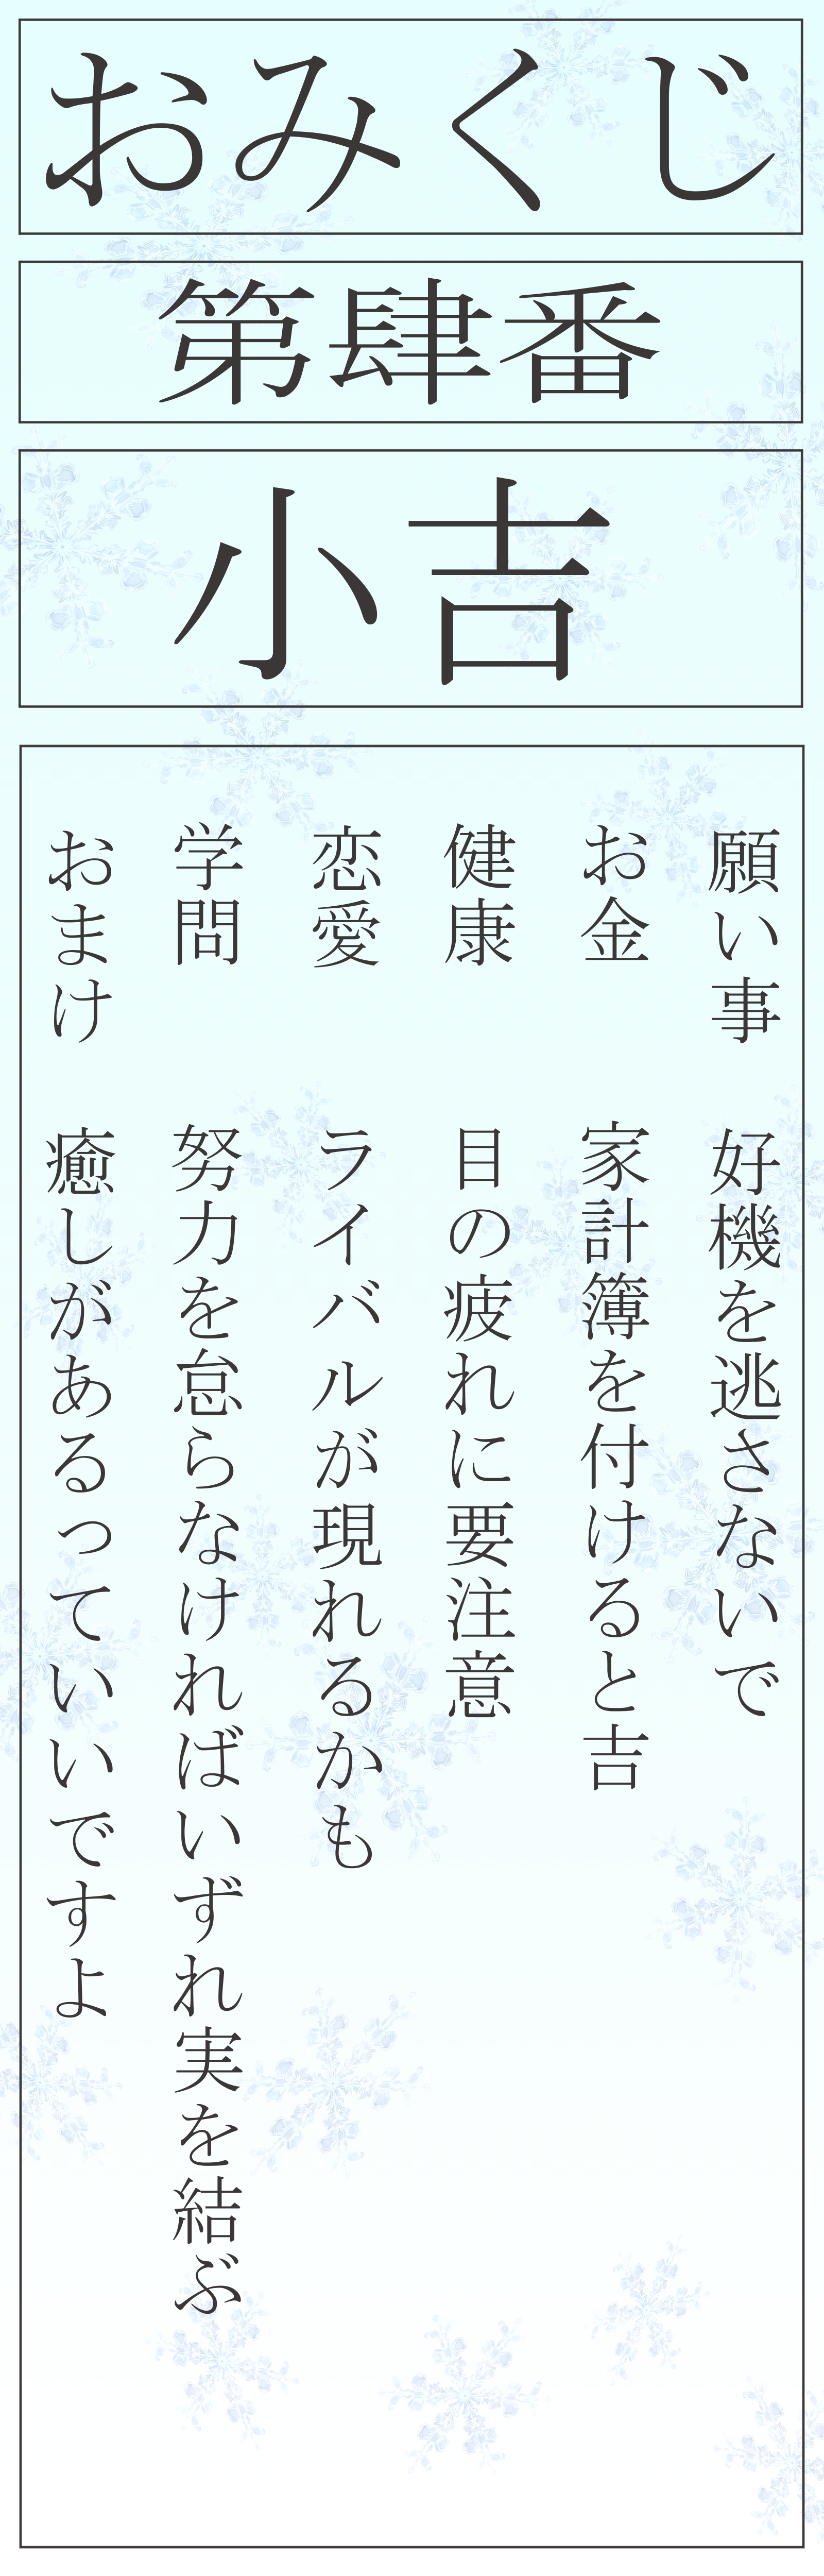 おみくじ
第肆番
小吉
願い事　好機を逃さないで
お金　家計簿を付けると吉
健康　目の疲れに要注意
恋愛　ライバルが現れるかも
学問　努力を怠らなければいずれ実を結ぶ
おまけ　癒しがあるっていいですよ